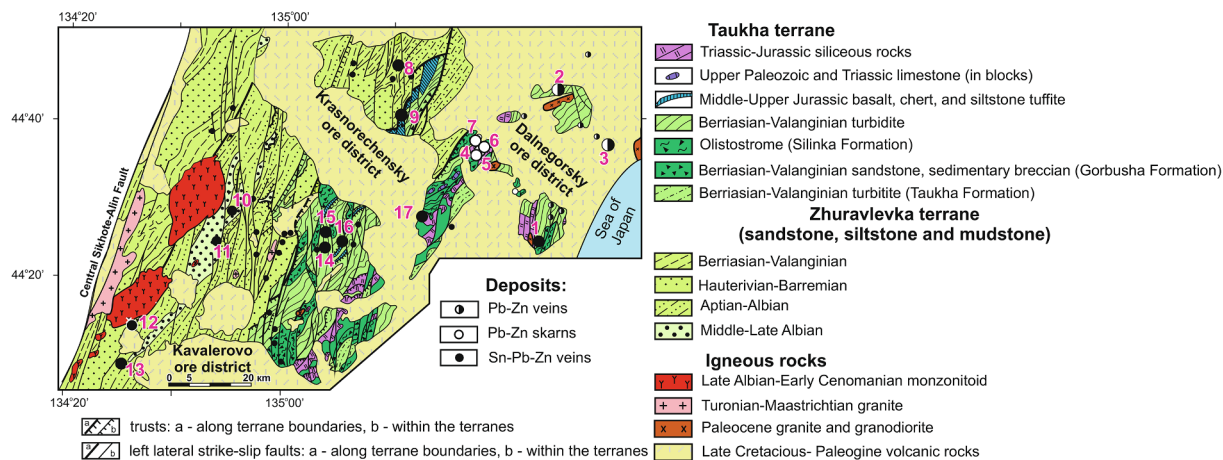 134°20'
135°00'
44°40'
44°20'
134°20'
135°00'
Central Sikhote-Alin Fault
Krasnorechensky
ore district
Dalnegorsky
ore district
Kavalerovo
ore district
Sea of
Japan
0 5 20 km
8
2
9
7
6
4
5
3
10
15
16
17
1
11
14
12
13
Deposits:
Pb-Zn veins
Pb-Zn skarns
Sn-Pb-Zn veins
a b trusts: a - along terrane boundaries, b - within the terranes
a b left lateral strike-slip faults: a - along terrane boundaries, b - within the terranes
Taukha terrane
Triassic-Jurassic siliceous rocks
Upper Paleozoic and Triassic limestone (in blocks)
Middle-Upper Jurassic basalt, chert, and siltstone tuffite
Berriasian-Valanginian turbidite
Olistostrome (Silinka Formation)
Berriasian-Valanginian sandstone, sedimentary breccian (Gorbusha Formation)
Berriasian-Valanginian turbitite (Taukha Formation)
Zhuravlevka terrane
(sandstone, siltstone and mudstone)
Berriasian-Valanginian
Hauterivian-Barremian
Aptian-Albian
Middle-Late Albian
Igneous rocks
Late Albian-Early Cenomanian monzonitoid
Turonian-Maastrichtian granite
Paleocene granite and granodiorite
Late Cretacious- Paleogine volcanic rocks